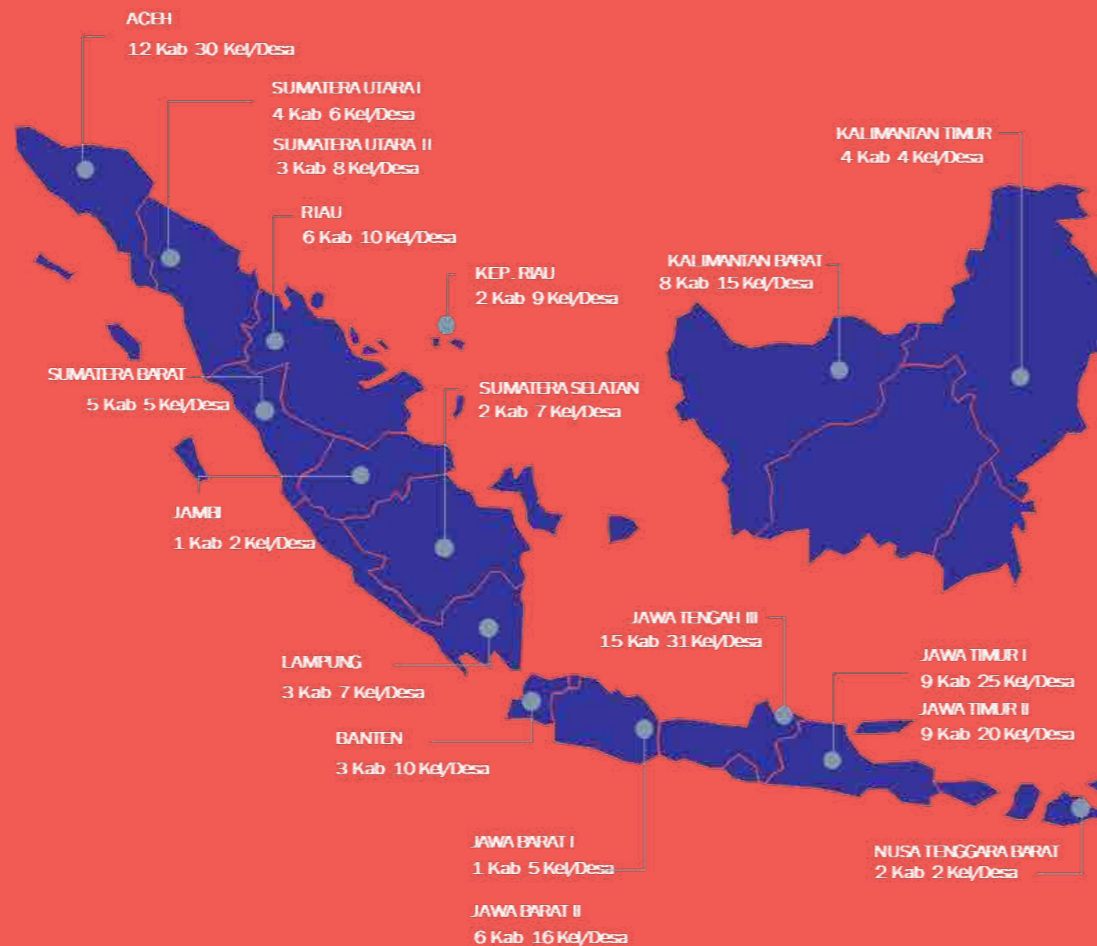 ACEH
12 Kab 30 Kel/Desa
SUMATERA UTARA I
4 Kab 6 Kel/Desa
SUMATERA UTARA II
3 Kab 8 Kel/Desa
RIAU
6 Kab 10 Kel/Desa
KEP. RIAU
2 Kab 9 Kel/Desa
KALIMANTAN TIMUR
4 Kab 4 Kel/Desa
KALIMANTAN BARAT
8 Kab 15 Kel/Desa
SUMATERA BARAT
5 Kab 5 Kel/Desa
SUMATERA SELATAN
2 Kab 7 Kel/Desa
JAMBI
1 Kab 2 Kel/Desa
LAMPUNG
3 Kab 7 Kel/Desa
BANTEN
3 Kab 10 Kel/Desa
JAWA TENGAH III
15 Kab 31 Kel/Desa
JAWA TIMUR I
9 Kab 25 Kel/Desa
JAWA TIMUR II
9 Kab 20 Kel/Desa
JAWA BARAT I
1 Kab 5 Kel/Desa
JAWA BARAT II
6 Kab 16 Kel/Desa
NUSA TENGGARA BARAT
2 Kab 2 Kel/Desa